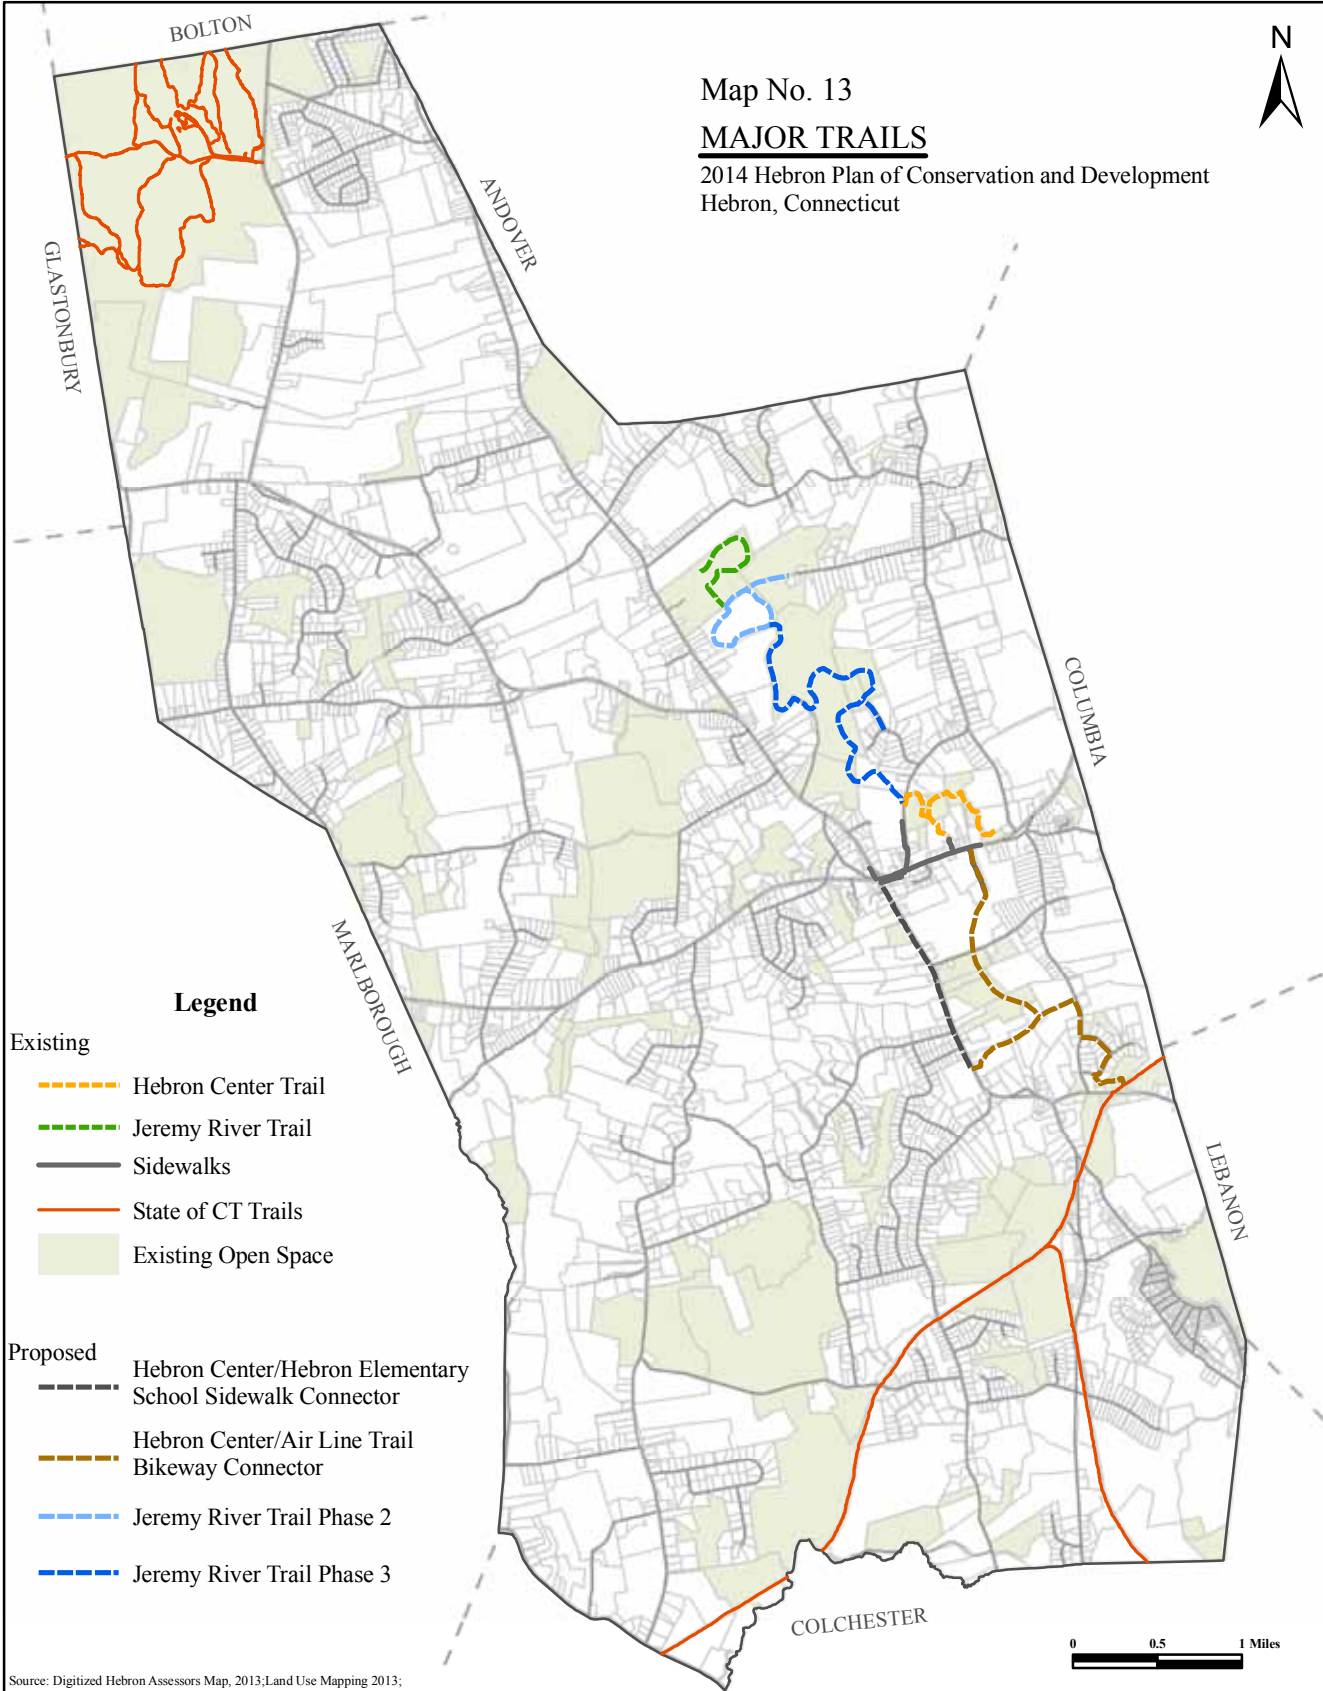 BOLTON
N
Map No. 13
MAJOR TRAILS
2014 Hebron Plan of Conservation and Development
Hebron, Connecticut
ANDOVER
GLASTONBURY
COLUMBIA
MARLBOROUGH
LEBANON
COLCHESTER
Legend
Existing
Hebron Center Trail
Jeremy River Trail
Sidewalks
State of CT Trails
Existing Open Space
Proposed
Hebron Center/Hebron Elementary
School Sidewalk Connector
Hebron Center/Air Line Trail
Bikeway Connector
Jeremy River Trail Phase 2
Jeremy River Trail Phase 3
0 0.5 1 Miles
Source: Digitized Hebron Assessors Map, 2013;Land Use Mapping 2013;